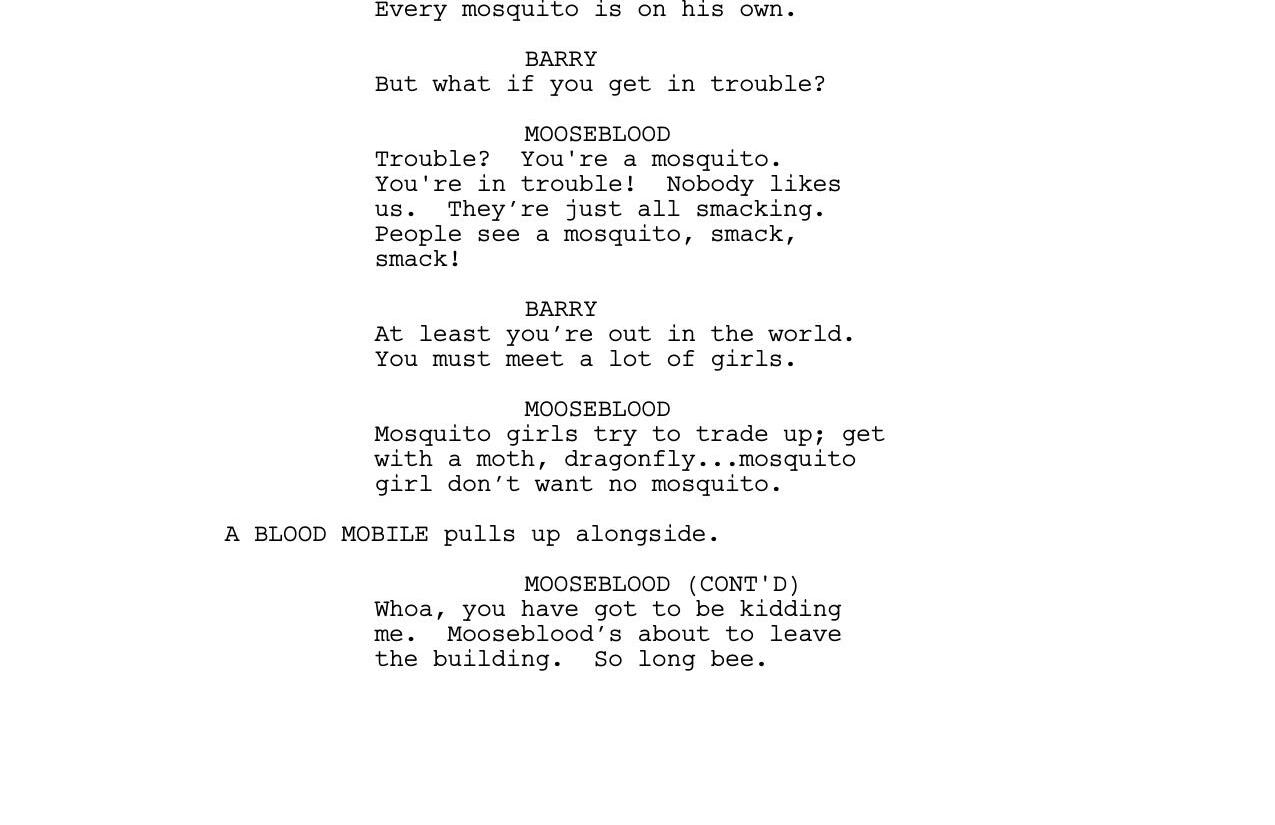 Every mosquito is on his own.
BARRY
But what if you get in trouble?
MOOSEBLOOD
Trouble?  You're a mosquito.
You're in trouble!  Nobody likes
us.  They’re just all smacking.
People see a mosquito, smack,
smack!
BARRY
At least you’re out in the world.
You must meet a lot of girls.
MOOSEBLOOD
Mosquito girls try to trade up; get
with a moth, dragonfly...mosquito
girl don’t want no mosquito.
A BLOOD MOBILE pulls up alongside.
MOOSEBLOOD (CONT'D)
Whoa, you have got to be kidding
me.  Mooseblood’s about to leave
the building.  So long bee.